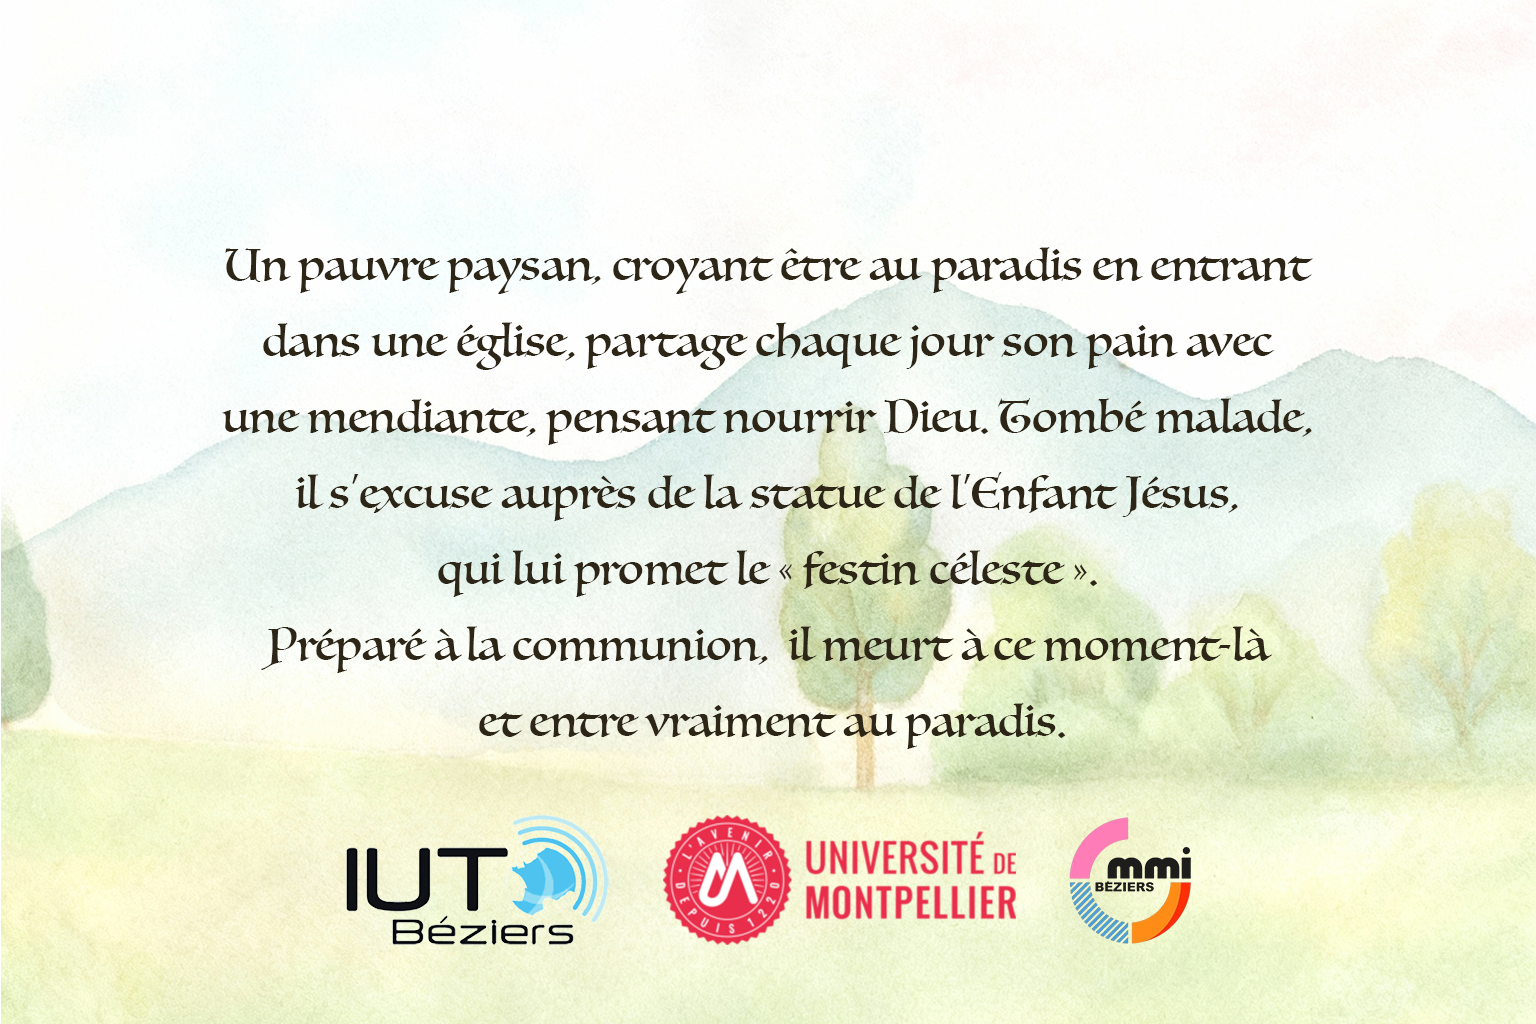 Un pauvre paysan, croyant être au paradis en entrant
dans une église, partage chaque jour son pain avec
une mendiante, pensant nourrir Dieu. Tombé malade,
il s'excuse auprès de la statue de l'Enfant Jésus,
qui lui promet le « festin céleste ».
Préparé à la communion, il meurt à ce moment-là
et entre vraiment au paradis.
IUT
Béziers
L'AVENIR
DEPUIS 1220
UNIVERSITÉ DE
MONTPELLIER
mmi
BÉZIERS